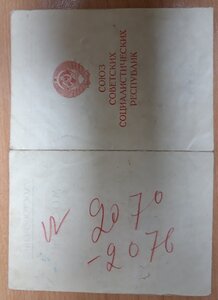 СОЮЗ
СОВЕТСКИХ
СОЦИАЛИСТИЧЕСКИХ
РЕСПУБЛИК
№ 2070
-2076